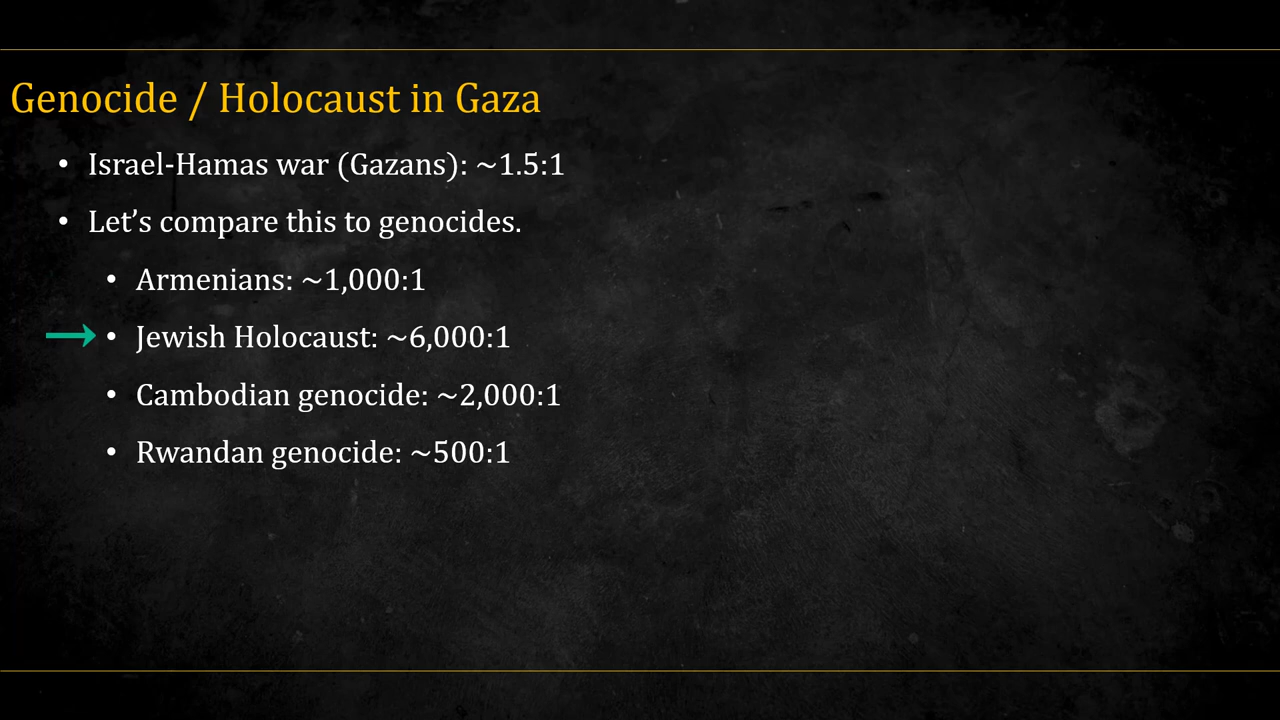 Genocide / Holocaust in Gaza
• Israel-Hamas war (Gazans): ~1.5:1
• Let’s compare this to genocides.
• Armenians: ~1,000:1
• Jewish Holocaust: ~6,000:1
• Cambodian genocide: ~2,000:1
• Rwandan genocide: ~500:1